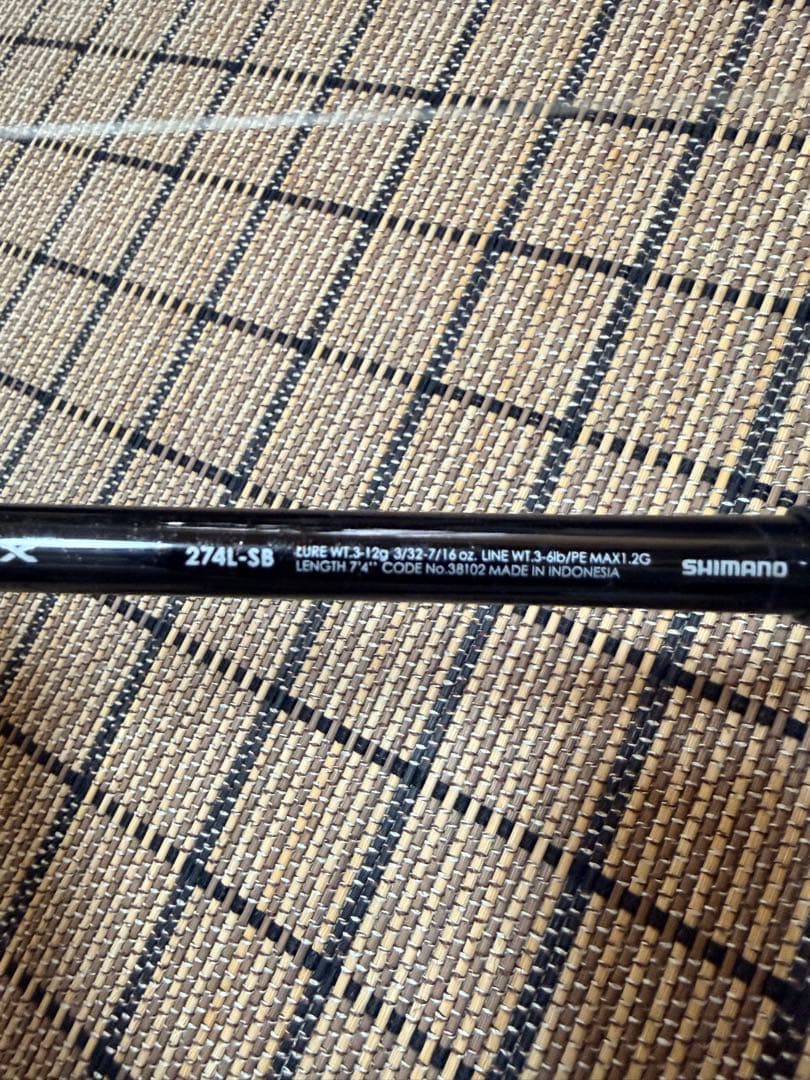 X 274L-SB LURE WT.3-12g 3/32-7/16 oz. LINE WT.3-6lb/PE MAX1.2G
LENGTH 7'4'' CODE No.38102 MADE IN INDONESIA
SHIMANO